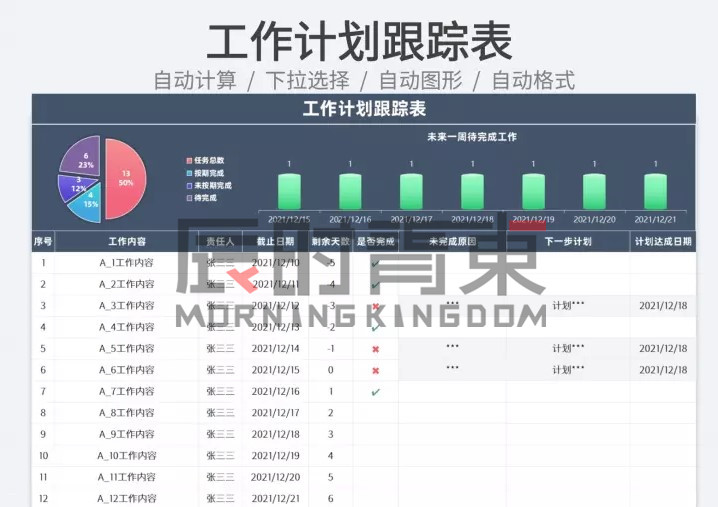 工作计划跟踪表
自动计算 / 下拉选择 / 自动图形 / 自动格式
工作计划跟踪表
6
23%
3
12%
4
15%
13
50%
任务总数
按期完成
未按期完成
待完成
未来一周待完成工作
1 1 1 1 1 1 1
2021/12/15 2021/12/16 2021/12/17 2021/12/18 2021/12/19 2021/12/20 2021/12/21
序号 工作内容 责任人 截止日期 剩余天数 是否完成 未完成原因 下一步计划 计划达成日期
1 A_1工作内容 张三三 2021/12/10 -5 ✔
2 A_2工作内容 张三三 2021/12/11 -4 ✔
3 A_3工作内容 张三三 2021/12/12 -3 ✖ *** 计划*** 2021/12/18
4 A_4工作内容 张三三 2021/12/13 -2 ✔
5 A_5工作内容 张三三 2021/12/14 -1 ✖ *** 计划*** 2021/12/18
6 A_6工作内容 张三三 2021/12/15 0 ✖ *** 计划*** 2021/12/18
7 A_7工作内容 张三三 2021/12/16 1 ✔
8 A_8工作内容 张三三 2021/12/17 2
9 A_9工作内容 张三三 2021/12/18 3
10 A_10工作内容 张三三 2021/12/19 4
11 A_11工作内容 张三三 2021/12/20 5
12 A_12工作内容 张三三 2021/12/21 6
MORNING KINGDOM